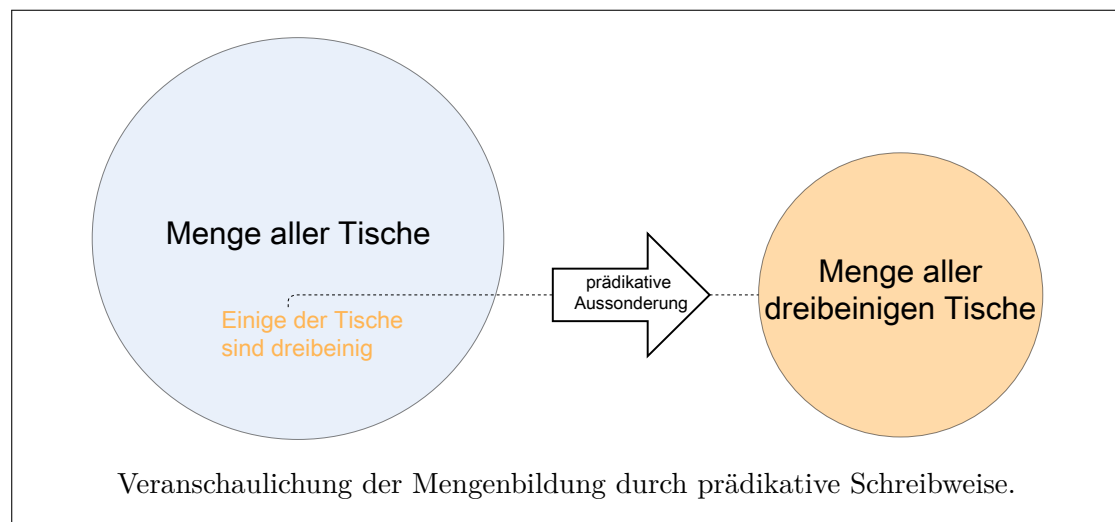 Menge aller Tische
Einige der Tische
sind dreibeinig
prädikative
Aussonderung
Menge aller
dreibeinigen Tische
Veranschaulichung der Mengenbildung durch prädikative Schreibweise.